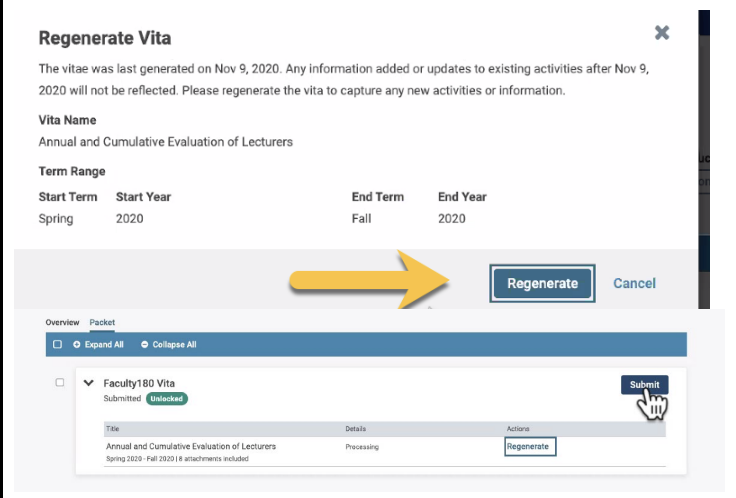 Regenerate Vita
The vitae was last generated on Nov 9, 2020. Any information added or updates to existing activities after Nov 9,
2020 will not be reflected. Please regenerate the vita to capture any new activities or information.
Vita Name
Annual and Cumulative Evaluation of Lecturers
Term Range
Start Term Start Year End Term End Year
Spring 2020 Fall 2020
Regenerate Cancel
Overview Packet
Expand All Collapse All
Faculty180 Vita Submit
Submitted Unlocked
Title Details Actions
Annual and Cumulative Evaluation of Lecturers Processing Regenerate
Spring 2020 - Fall 2020 | 8 attachments included